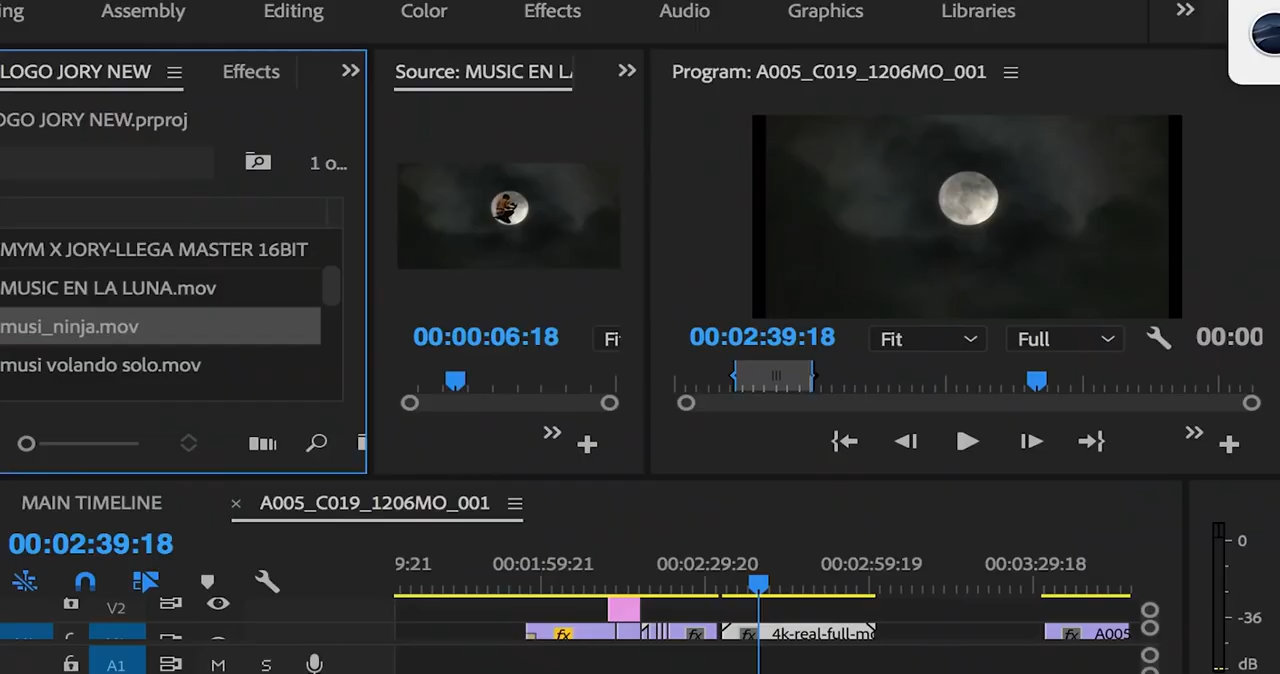 ing Assembly Editing Color Effects Audio Graphics Libraries
LOGO JORY NEW Effects Source: MUSIC EN LA Program: A005_C019_1206MO_001
OGO JORY NEW.prproj
1 o...
MYM X JORY-LLEGA MASTER 16BIT
MUSIC EN LA LUNA.mov
musi_ninja.mov
musi volando solo.mov
00:00:06:18 Fi 00:02:39:18 Fit Full 00:00
MAIN TIMELINE × A005_C019_1206MO_001
00:02:39:18
9:21 00:01:59:21 00:02:29:20 00:02:59:19 00:03:29:18
V2
fx fx fx 4k-real-full-mo fx A005
A1 M S
0
-36
dB